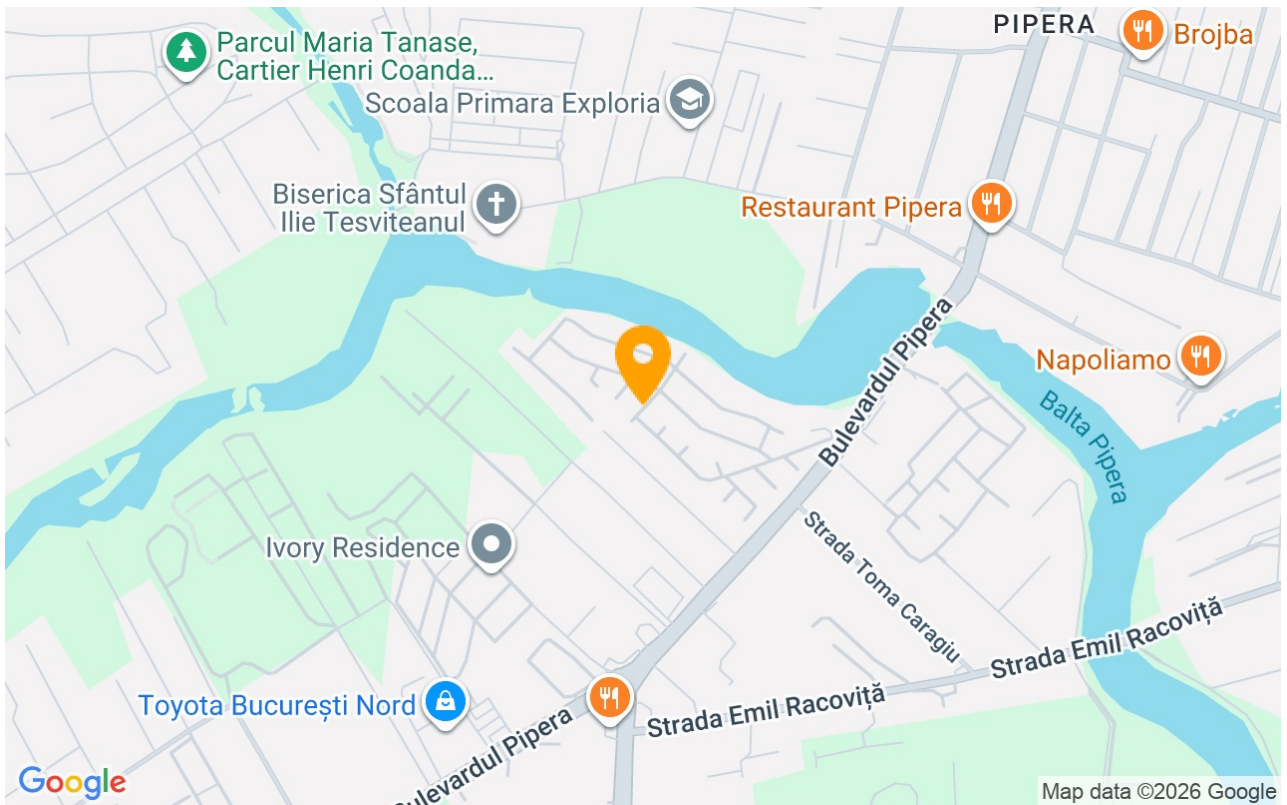 PIPERA
Brojba
Parcul Maria Tanase,
Cartier Henri Coanda...
Scoala Primara Exploria
Biserica Sfântul
Ilie Tesviteanul
Restaurant Pipera
Bulevardul Pipera
Napoliamo
Balta Pipera
Ivory Residence
Strada Toma Caragiu
Strada Emil Racoviță
Toyota București Nord
Strada Emil Racoviță
Bulevardul Pipera
Google
Map data ©2026 Google